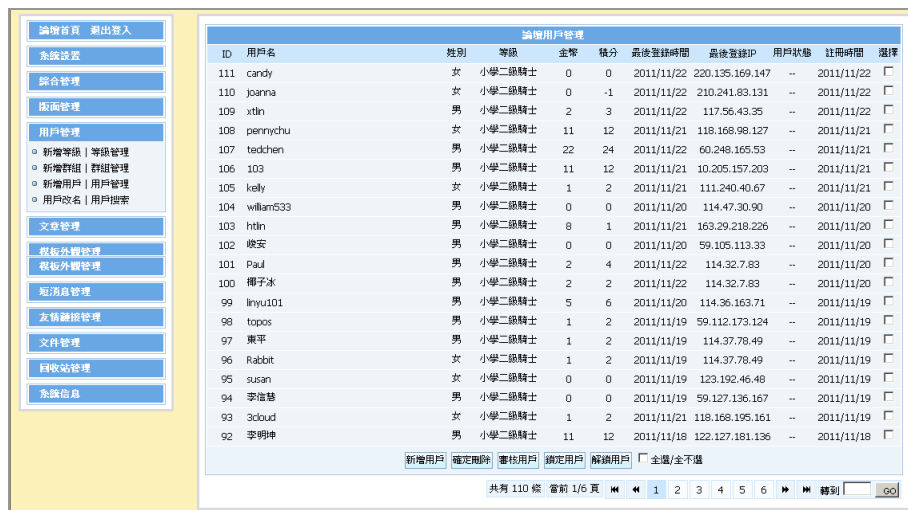 論壇首頁 退出登入
系統設置
綜合管理
版面管理
用戶管理
新增等級 | 等級管理
新增群組 | 群組管理
新增用戶 | 用戶管理
用戶改名 | 用戶搜索
文章管理
模板外觀管理
模板外觀管理
短消息管理
友情鏈接管理
文件管理
回收站管理
系統信息
論壇用戶管理
ID 用戶名 姓別 等級 金幣 積分 最後登錄時間 最後登錄IP 用戶狀態 註冊時間 選擇
111 candy 女 小學二級騎士 0 0 2011/11/22 220.135.169.147 -- 2011/11/22
110 joanna 女 小學二級騎士 0 -1 2011/11/22 210.241.83.131 -- 2011/11/22
109 xtlin 男 小學二級騎士 2 3 2011/11/22 117.56.43.35 -- 2011/11/22
108 pennychu 女 小學二級騎士 11 12 2011/11/21 118.168.98.127 -- 2011/11/21
107 tedchen 男 小學二級騎士 22 24 2011/11/22 60.248.165.53 -- 2011/11/21
106 103 男 小學二級騎士 11 12 2011/11/21 10.205.157.203 -- 2011/11/21
105 kelly 女 小學二級騎士 1 2 2011/11/21 111.240.40.67 -- 2011/11/21
104 william533 男 小學二級騎士 0 0 2011/11/20 114.47.30.90 -- 2011/11/20
103 htlin 男 小學二級騎士 8 1 2011/11/21 163.29.218.226 -- 2011/11/20
102 峻安 男 小學二級騎士 0 0 2011/11/20 59.105.113.33 -- 2011/11/20
101 Paul 男 小學二級騎士 2 4 2011/11/22 114.32.7.83 -- 2011/11/20
100 椰子冰 男 小學二級騎士 2 2 2011/11/22 114.32.7.83 -- 2011/11/20
99 linyu101 男 小學二級騎士 5 6 2011/11/20 114.36.163.71 -- 2011/11/19
98 topos 男 小學二級騎士 1 2 2011/11/19 59.112.173.124 -- 2011/11/19
97 東平 男 小學二級騎士 1 2 2011/11/19 114.37.78.49 -- 2011/11/19
96 Rabbit 女 小學二級騎士 1 2 2011/11/19 114.37.78.49 -- 2011/11/19
95 susan 女 小學二級騎士 0 0 2011/11/19 123.192.46.48 -- 2011/11/19
94 李信慧 男 小學二級騎士 0 0 2011/11/19 59.127.136.167 -- 2011/11/19
93 3cloud 女 小學二級騎士 1 2 2011/11/21 118.168.195.161 -- 2011/11/19
92 李明坤 男 小學二級騎士 11 12 2011/11/18 122.127.181.136 -- 2011/11/18
新增用戶 確定刪除 審核用戶 鎖定用戶 解鎖用戶 全選/全不選
共有 110 條 當前 1/6 頁 1 2 3 4 5 6 轉到 GO